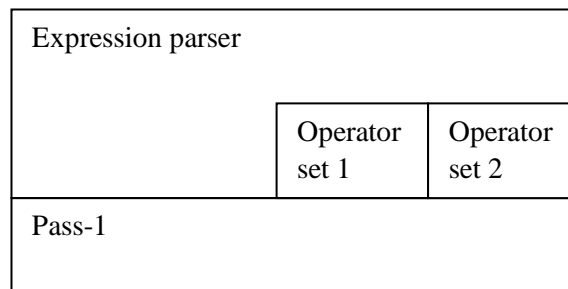 Expression parser
Operator
set 1
Operator
set 2
Pass-1